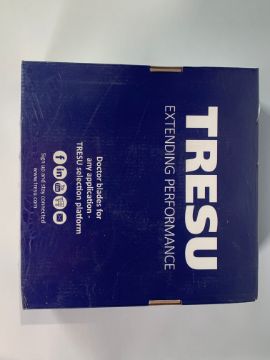 TRESU
EXTENDING PERFORMANCE
Doctor blades for
any application -
TRESU selection platform
Sign up and stay connected
www.tresu.com